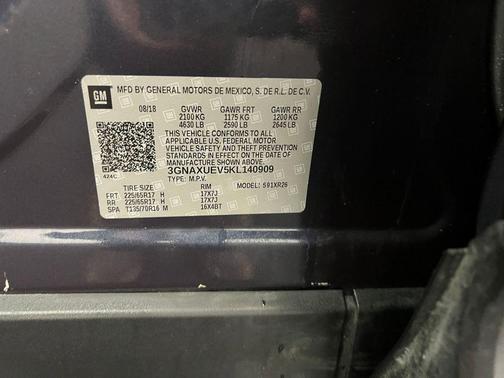 GM MFD BY GENERAL MOTORS DE MEXICO, S. DE R.L. DE C.V.
08/18 GVWR GAWR FRT GAWR RR
2100 KG 1175 KG 1200 KG
4630 LB 2590 LB 2645 LB
THIS VEHICLE CONFORMS TO ALL
APPLICABLE U.S. FEDERAL MOTOR
VEHICLE SAFETY AND THEFT PREVENTION
STANDARDS IN EFFECT ON THE DATE OF
MANUFACTURE SHOWN ABOVE.
3GNAXUEV5KL140909
424C TYPE: M.P.V. MODEL: 591XR26
TIRE SIZE RIM
FRT 225/65R17 H 17X7J
RR 225/65R17 H 17X7J
SPA T135/70R16 M 16X4BT